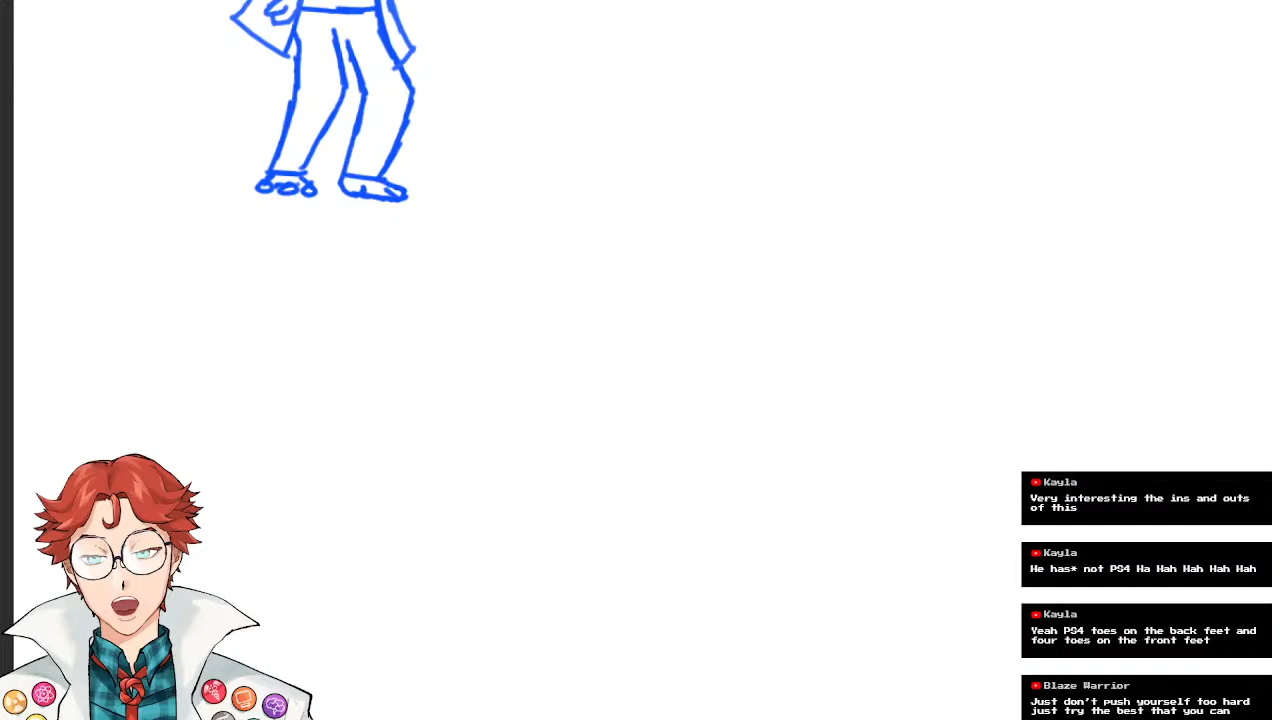 Kayla
Very interesting the ins and outs
of this
Kayla
He has* not PS4 Ha Hah Hah Hah Hah
Kayla
Yeah PS4 toes on the back feet and
four toes on the front feet
Blaze Warrior
Just don't push yourself too hard
just try the best that you can